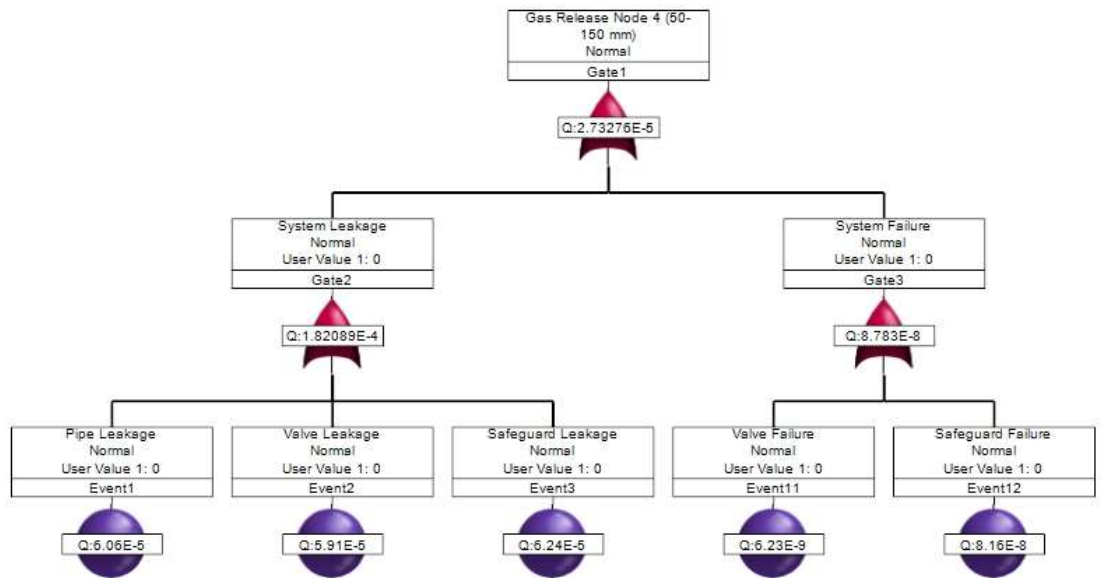 Gas Release Node 4 (50-
150 mm)
Normal
Gate1
Q:2.73276E-5
System Leakage
Normal
User Value 1: 0
Gate2
Q:1.82089E-4
System Failure
Normal
User Value 1: 0
Gate3
Q:8.783E-8
Pipe Leakage
Normal
User Value 1: 0
Event1
Q:6.06E-5
Valve Leakage
Normal
User Value 1: 0
Event2
Q:5.91E-5
Safeguard Leakage
Normal
User Value 1: 0
Event3
Q:6.24E-5
Valve Failure
Normal
User Value 1: 0
Event11
Q:6.23E-9
Safeguard Failure
Normal
User Value 1: 0
Event12
Q:8.16E-8